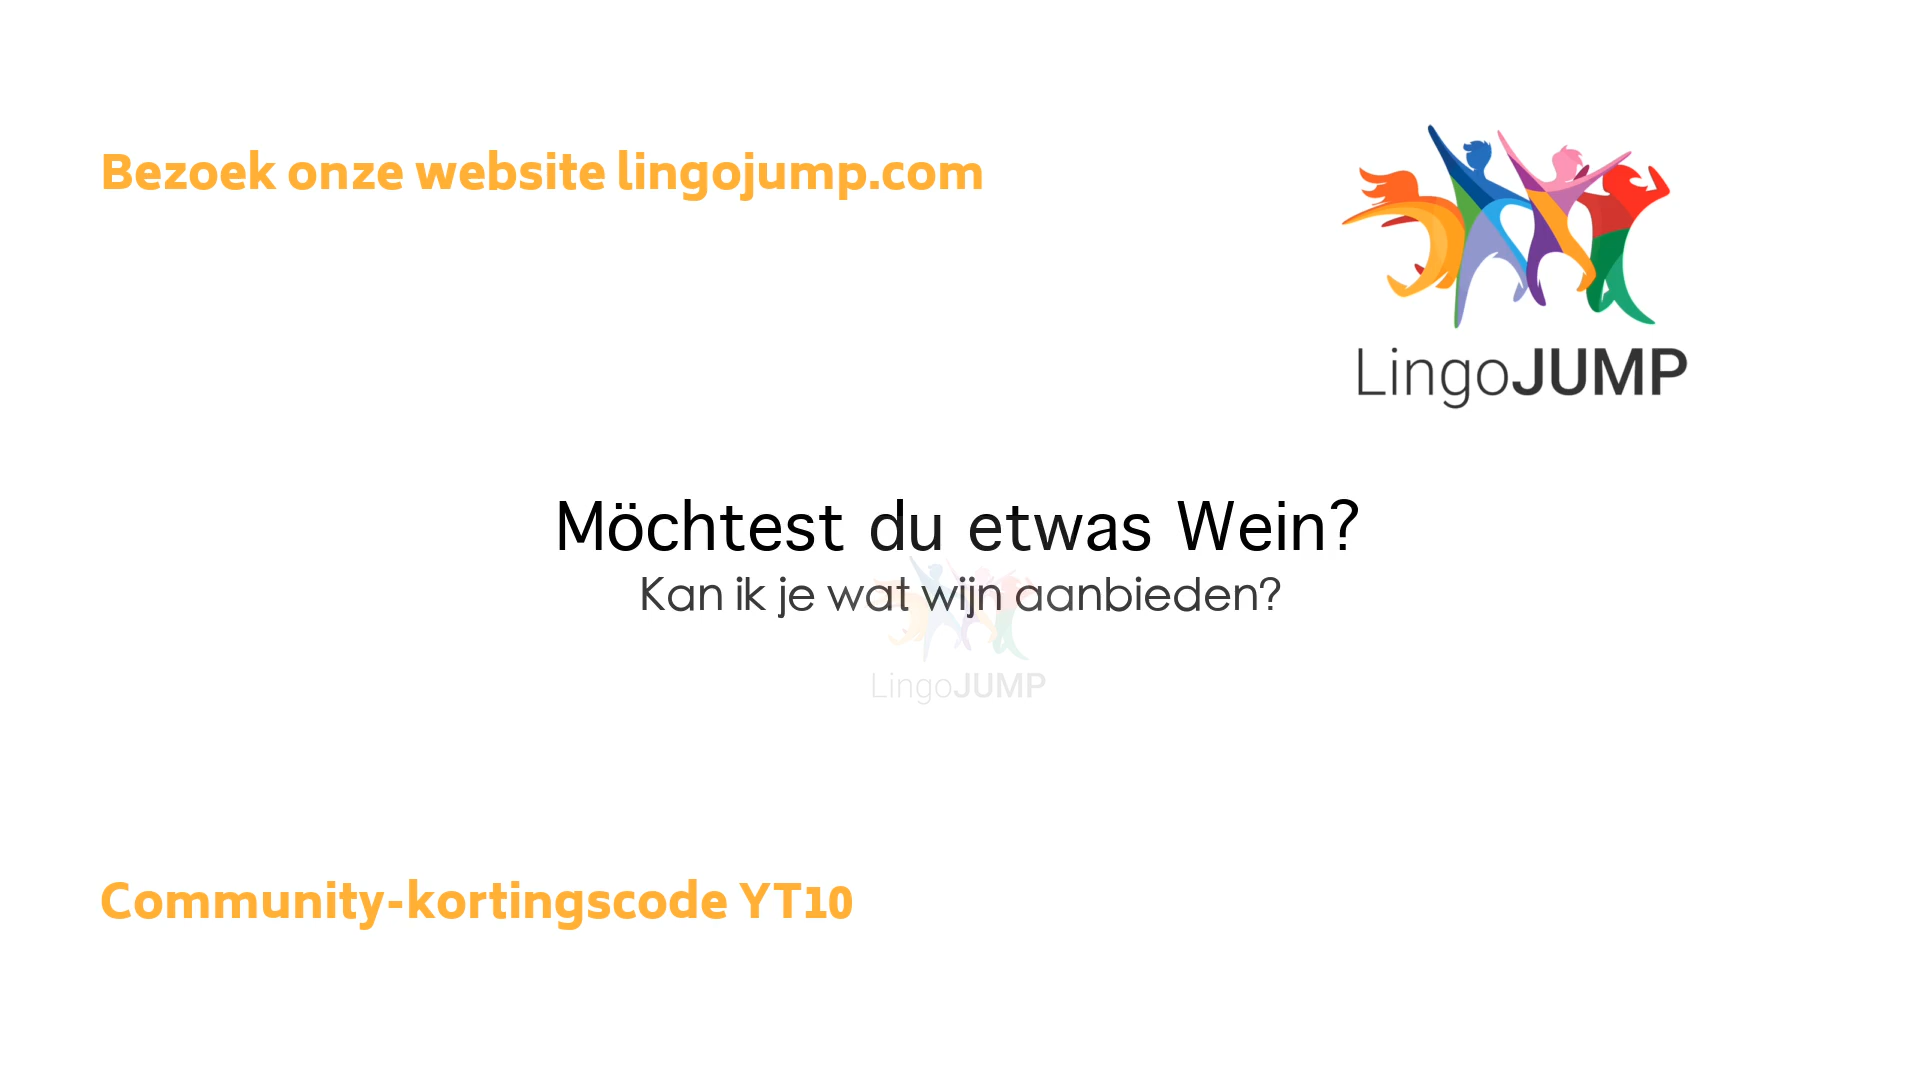 Bezoek onze website lingojump.com
LingoJUMP
Möchtest du etwas Wein?
Kan ik je wat wijn aanbieden?
LingoJUMP
Community-kortingscode YT10